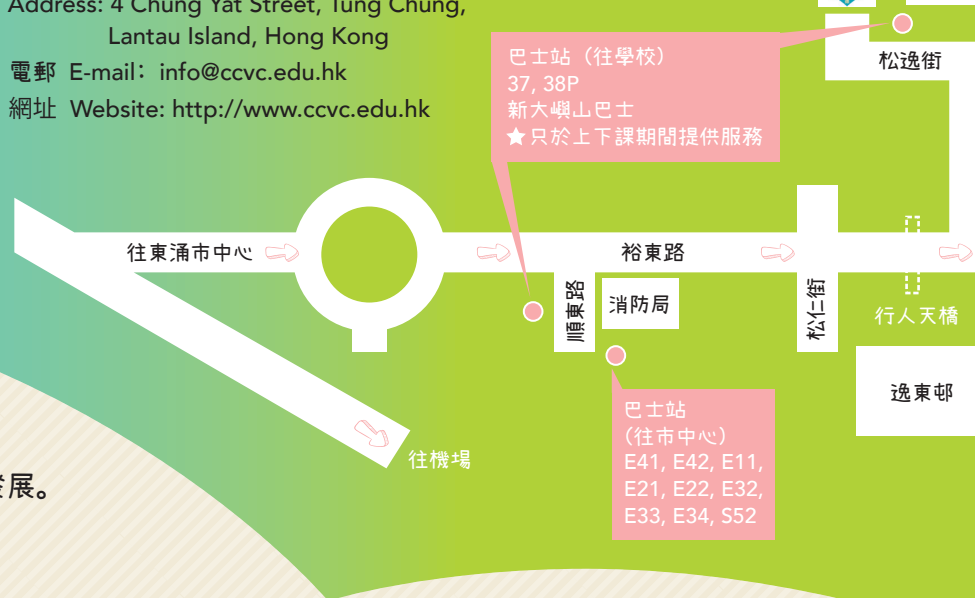 Address: 4 Chung Yat Street, Tung Chung,
Lantau Island, Hong Kong
電郵 E-mail: info@ccvc.edu.hk
網址 Website: http://www.ccvc.edu.hk
巴士站（往學校）
37, 38P
新大嶼山巴士
★只於上下課期間提供服務
松逸街
往東涌市中心
裕東路
順東路
消防局
松仁街
行人天橋
逸東邨
巴士站
(往市中心)
E41, E42, E11,
E21, E22, E32,
E33, E34, S52
往機場
展。